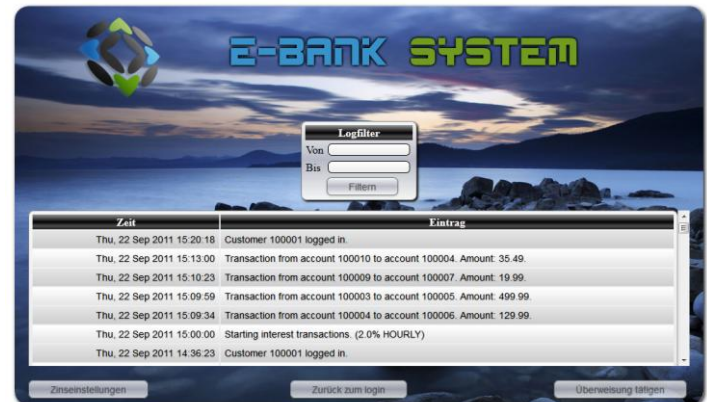 E-BANK SYSTEM
Logfilter
Von
Bis
Filtern
Zeit Eintrag
Thu, 22 Sep 2011 15:20:18 Customer 100001 logged in.
Thu, 22 Sep 2011 15:13:00 Transaction from account 100010 to account 100004. Amount: 35.49.
Thu, 22 Sep 2011 15:10:23 Transaction from account 100009 to account 100007. Amount: 19.99.
Thu, 22 Sep 2011 15:09:59 Transaction from account 100003 to account 100005. Amount: 499.99.
Thu, 22 Sep 2011 15:09:34 Transaction from account 100004 to account 100006. Amount: 129.99.
Thu, 22 Sep 2011 15:00:00 Starting interest transactions. (2.0% HOURLY)
Thu, 22 Sep 2011 14:36:23 Customer 100001 logged in.
Zinseinstellungen Zurück zum login Überweisung tätigen